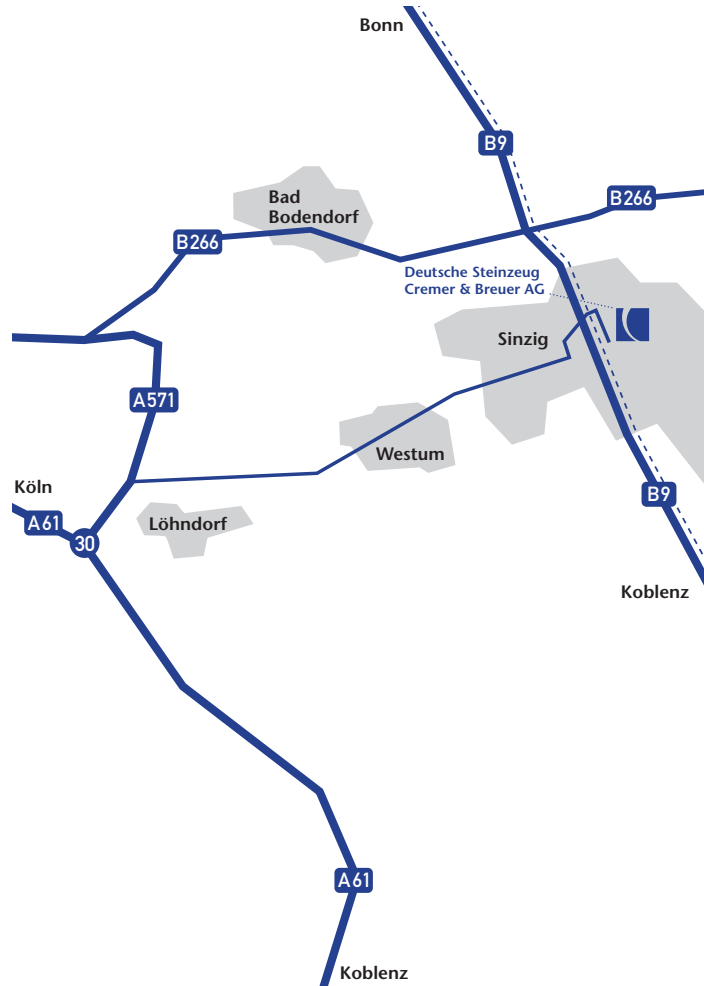 Bonn
B9
Bad
Bodendorf
B266
B266
Deutsche Steinzeug
Cremer & Breuer AG
Sinzig
A571
Westum
Köln
A61
Löhndorf
30
B9
Koblenz
A61
Koblenz